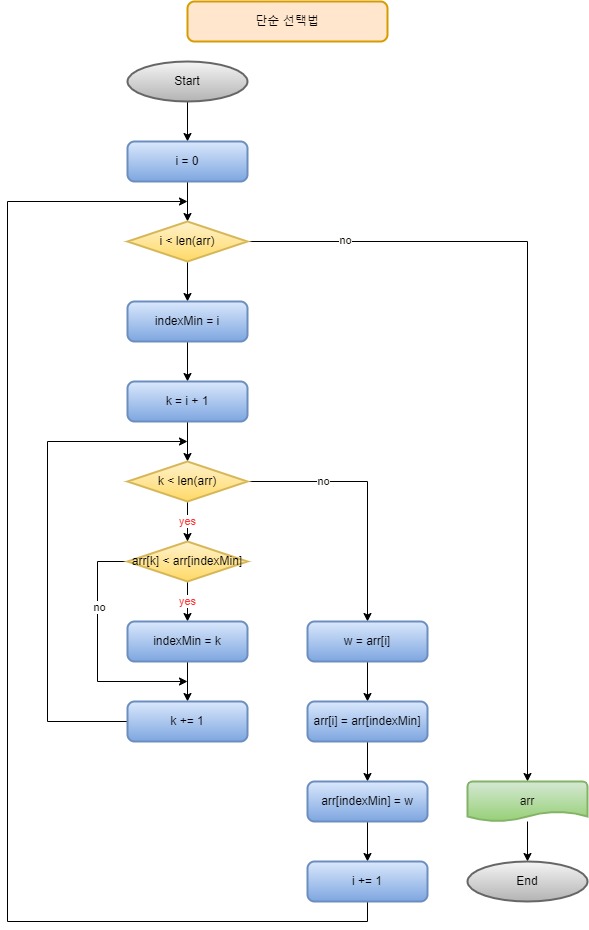 단순 선택법
Start
i = 0
i < len(arr)
no
indexMin = i
k = i + 1
k < len(arr)
no
yes
arr[k] < arr[indexMin]
no
yes
indexMin = k
k += 1
w = arr[i]
arr[i] = arr[indexMin]
arr[indexMin] = w
i += 1
arr
End